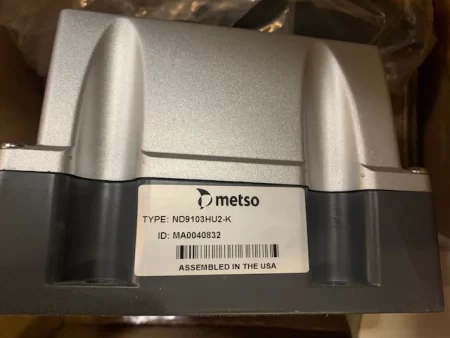 metso
TYPE: ND9103HU2-K
ID: MA0040832
ASSEMBLED IN THE USA